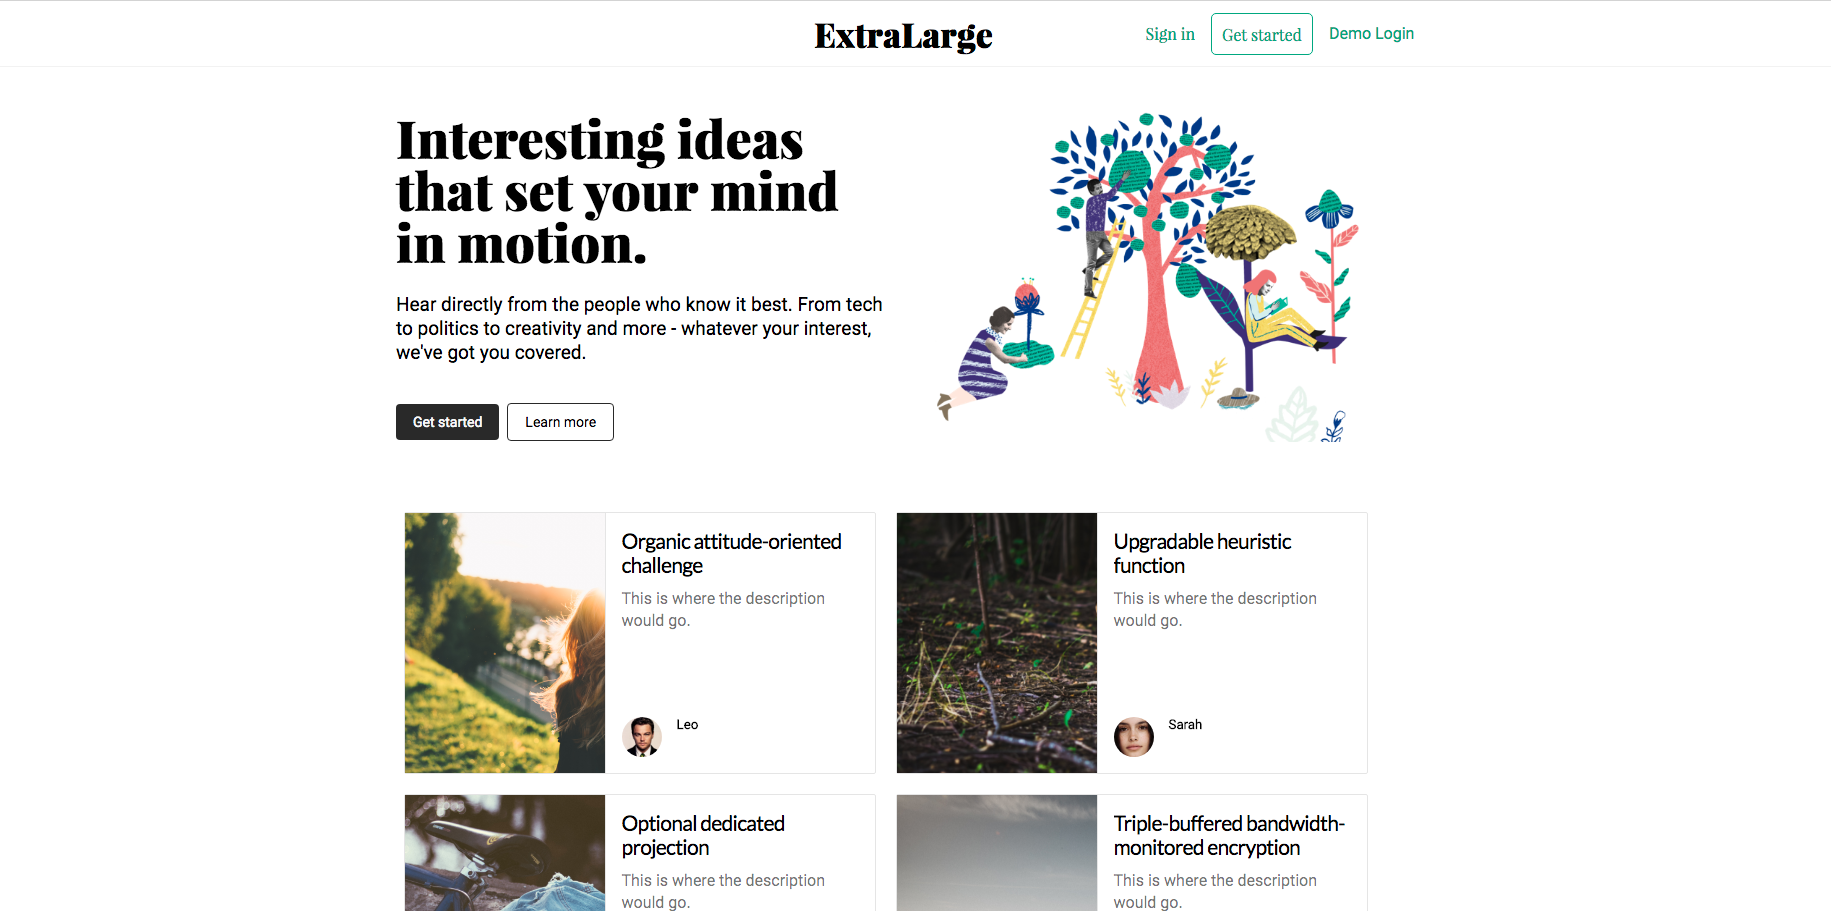 ExtraLarge
Sign in
Get started
Demo Login
Interesting ideas
that set your mind
in motion.
Hear directly from the people who know it best. From tech
to politics to creativity and more - whatever your interest,
we've got you covered.
Get started
Learn more
Organic attitude-oriented
challenge
This is where the description
would go.
Leo
Upgradable heuristic
function
This is where the description
would go.
Sarah
Optional dedicated
projection
This is where the description
would go.
Triple-buffered bandwidth-
monitored encryption
This is where the description
would go.